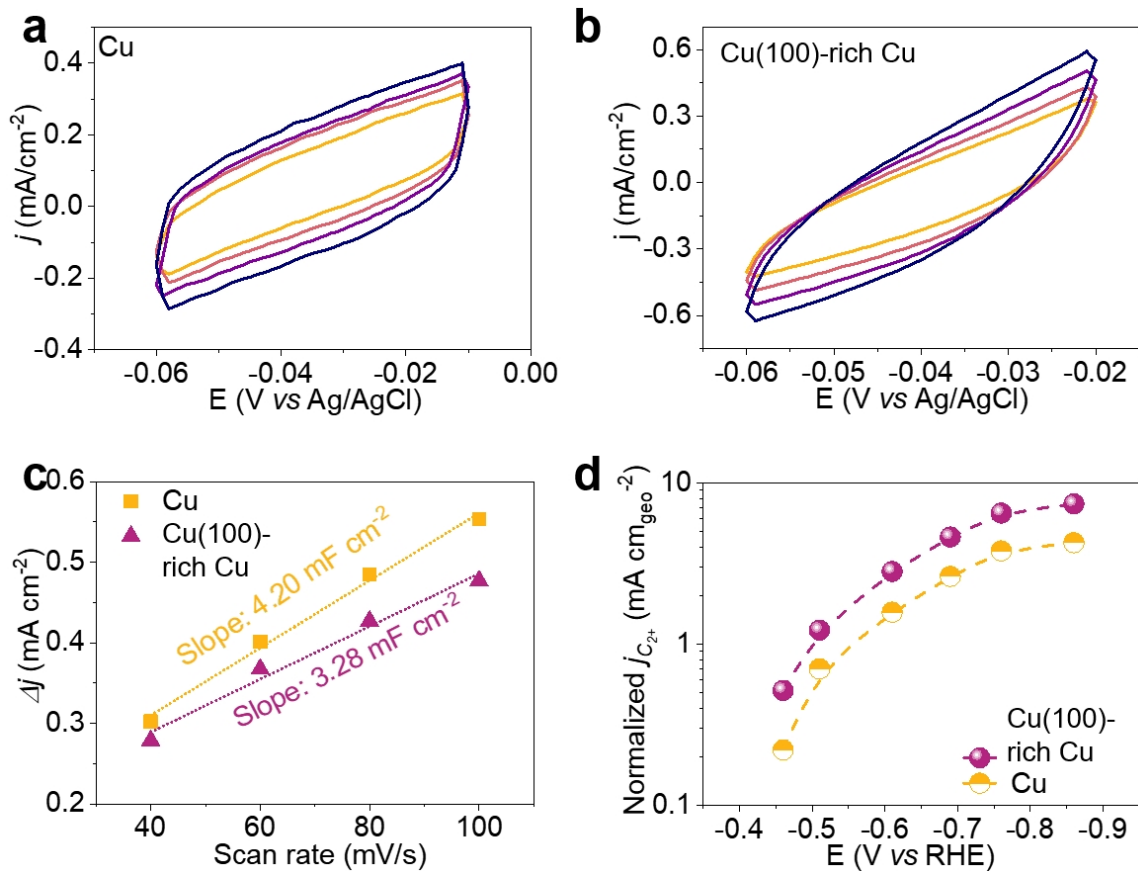 a
Cu
j (mA/cm-2)
0.4
0.2
0.0
-0.2
-0.4
-0.06
-0.04
-0.02
0.00
E (V vs Ag/AgCl)
b
Cu(100)-rich Cu
j (mA/cm-2)
0.6
0.3
0.0
-0.3
-0.6
-0.06
-0.05
-0.04
-0.03
-0.02
E (V vs Ag/AgCl)
c
Cu
Cu(100)-
rich Cu
Slope: 4.20 mF cm-2
Slope: 3.28 mF cm-2
Δj (mA cm-2)
0.6
0.5
0.4
0.3
0.2
40
60
80
100
Scan rate (mV/s)
d
Normalized jC2+ (mA cmgeo-2)
10
1
0.1
Cu(100)-
rich Cu
Cu
-0.4
-0.5
-0.6
-0.7
-0.8
-0.9
E (V vs RHE)